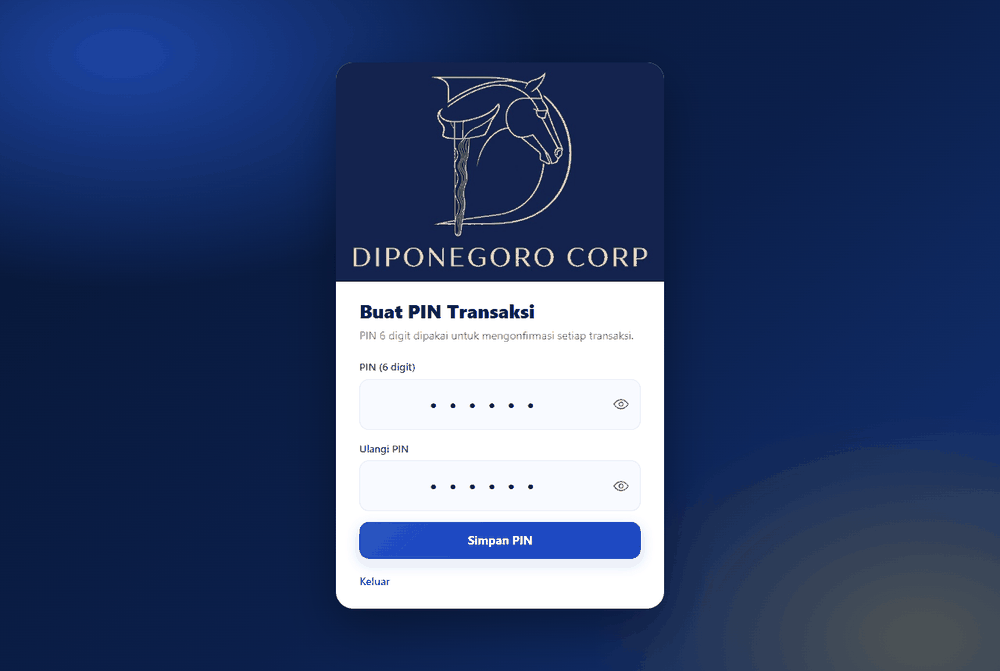 DIPONEGORO CORP
Buat PIN Transaksi
PIN 6 digit dipakai untuk mengonfirmasi setiap transaksi.
PIN (6 digit)
••••••
Ulangi PIN
••••••
Simpan PIN
Keluar